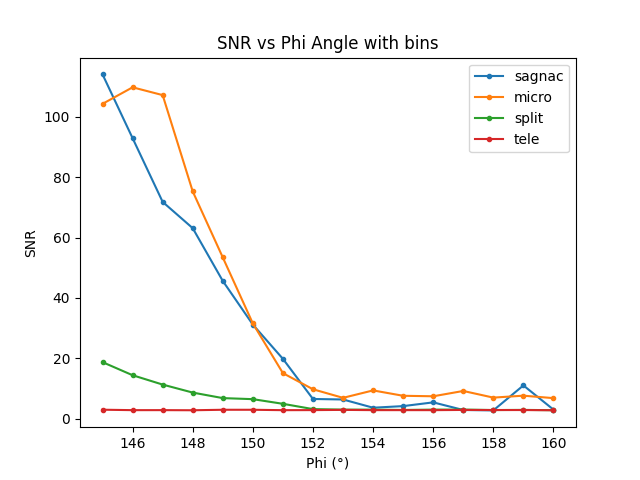 SNR vs Phi Angle with bins
sagnac
micro
split
tele
100
80
60
40
20
0
SNR
146 148 150 152 154 156 158 160
Phi (°)